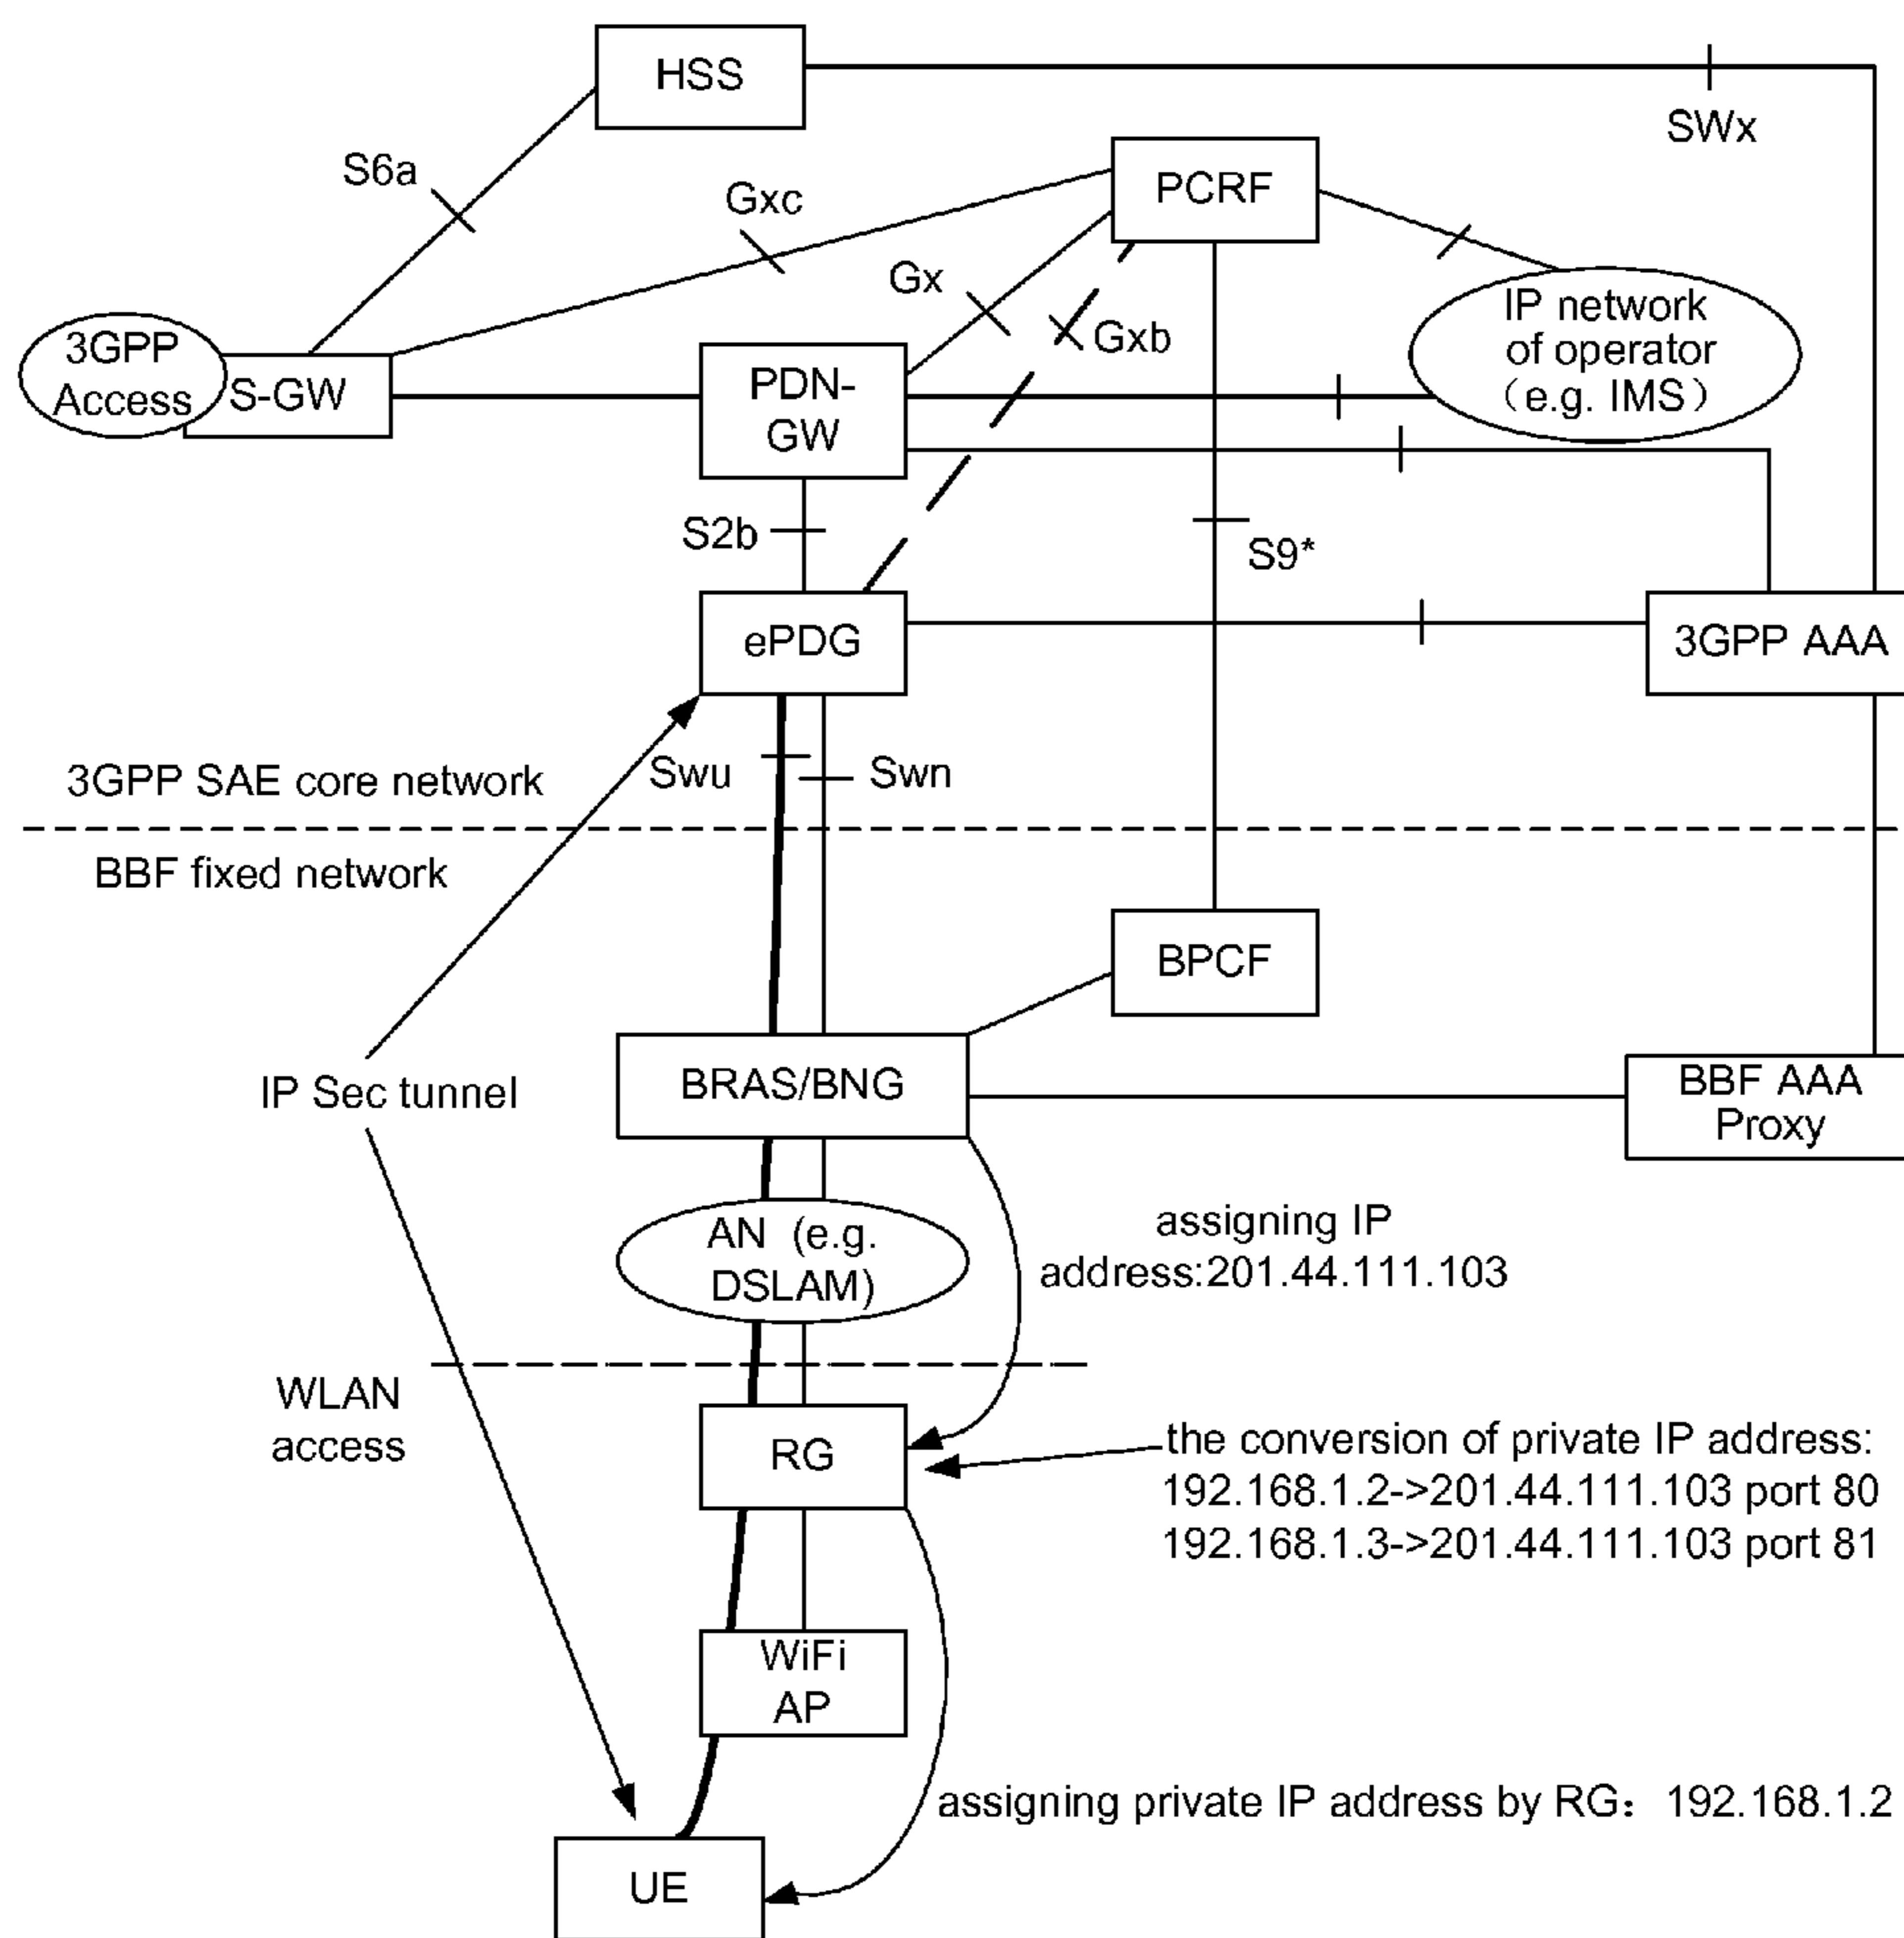 HSS
SWx
S6a
PCRF
Gxc
Gx
Gxb
IP network
of operator
（e.g. IMS）
3GPP
Access
S-GW
PDN-
GW
S2b
S9*
ePDG
3GPP AAA
Swu
Swn
3GPP SAE core network
BBF fixed network
BPCF
IP Sec tunnel
BRAS/BNG
BBF AAA
Proxy
AN (e.g.
DSLAM)
assigning IP
address:201.44.111.103
WLAN
access
RG
the conversion of private IP address:
192.168.1.2->201.44.111.103 port 80
192.168.1.3->201.44.111.103 port 81
WiFi
AP
assigning private IP address by RG：192.168.1.2
UE